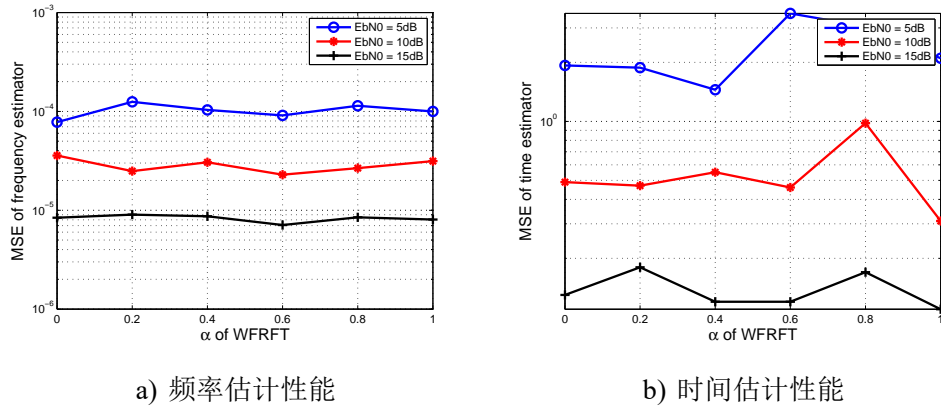 10⁻³
10⁻⁴
10⁻⁵
10⁻⁶
MSE of frequency estimator
EbN0 = 5dB
EbN0 = 10dB
EbN0 = 15dB
0 0.2 0.4 0.6 0.8 1
α of WFRFT
a) 频率估计性能
10⁰
MSE of time estimator
EbN0 = 5dB
EbN0 = 10dB
EbN0 = 15dB
0 0.2 0.4 0.6 0.8 1
α of WFRFT
b) 时间估计性能